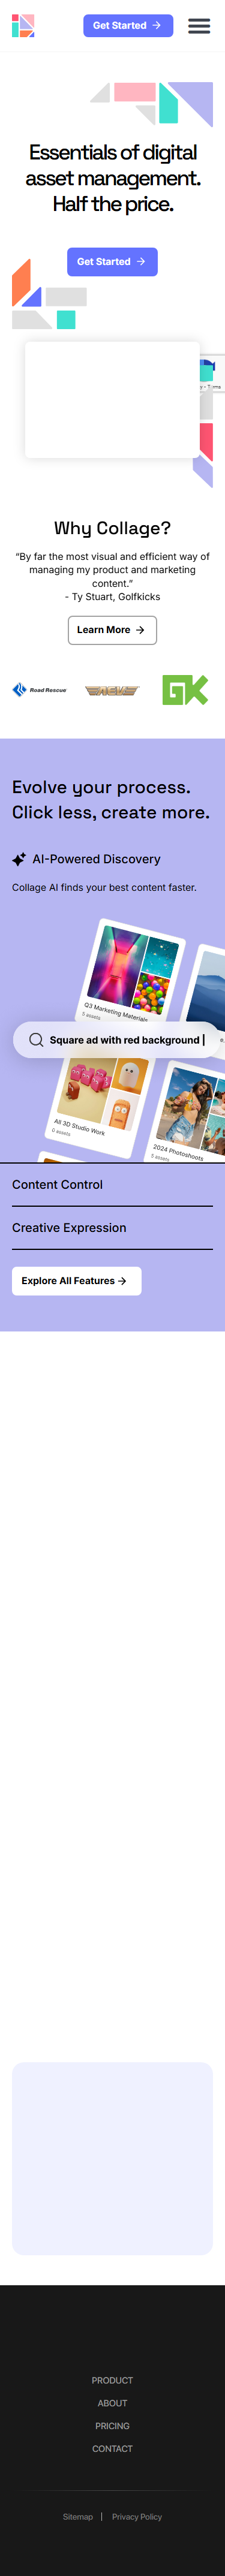 Get Started
Essentials of digital
asset management.
Half the price.
Get Started
Why Collage?
“By far the most visual and efficient way of
managing my product and marketing
content.”
- Ty Stuart, Golfkicks
Learn More
Road Rescue
GK
Evolve your process.
Click less, create more.
AI-Powered Discovery
Collage AI finds your best content faster.
Q3 Marketing Materials
5 assets
Square ad with red background
All 3D Studio Work
0 assets
2024 Photoshoots
5 assets
Content Control
Creative Expression
Explore All Features
PRODUCT
ABOUT
PRICING
CONTACT
Sitemap | Privacy Policy